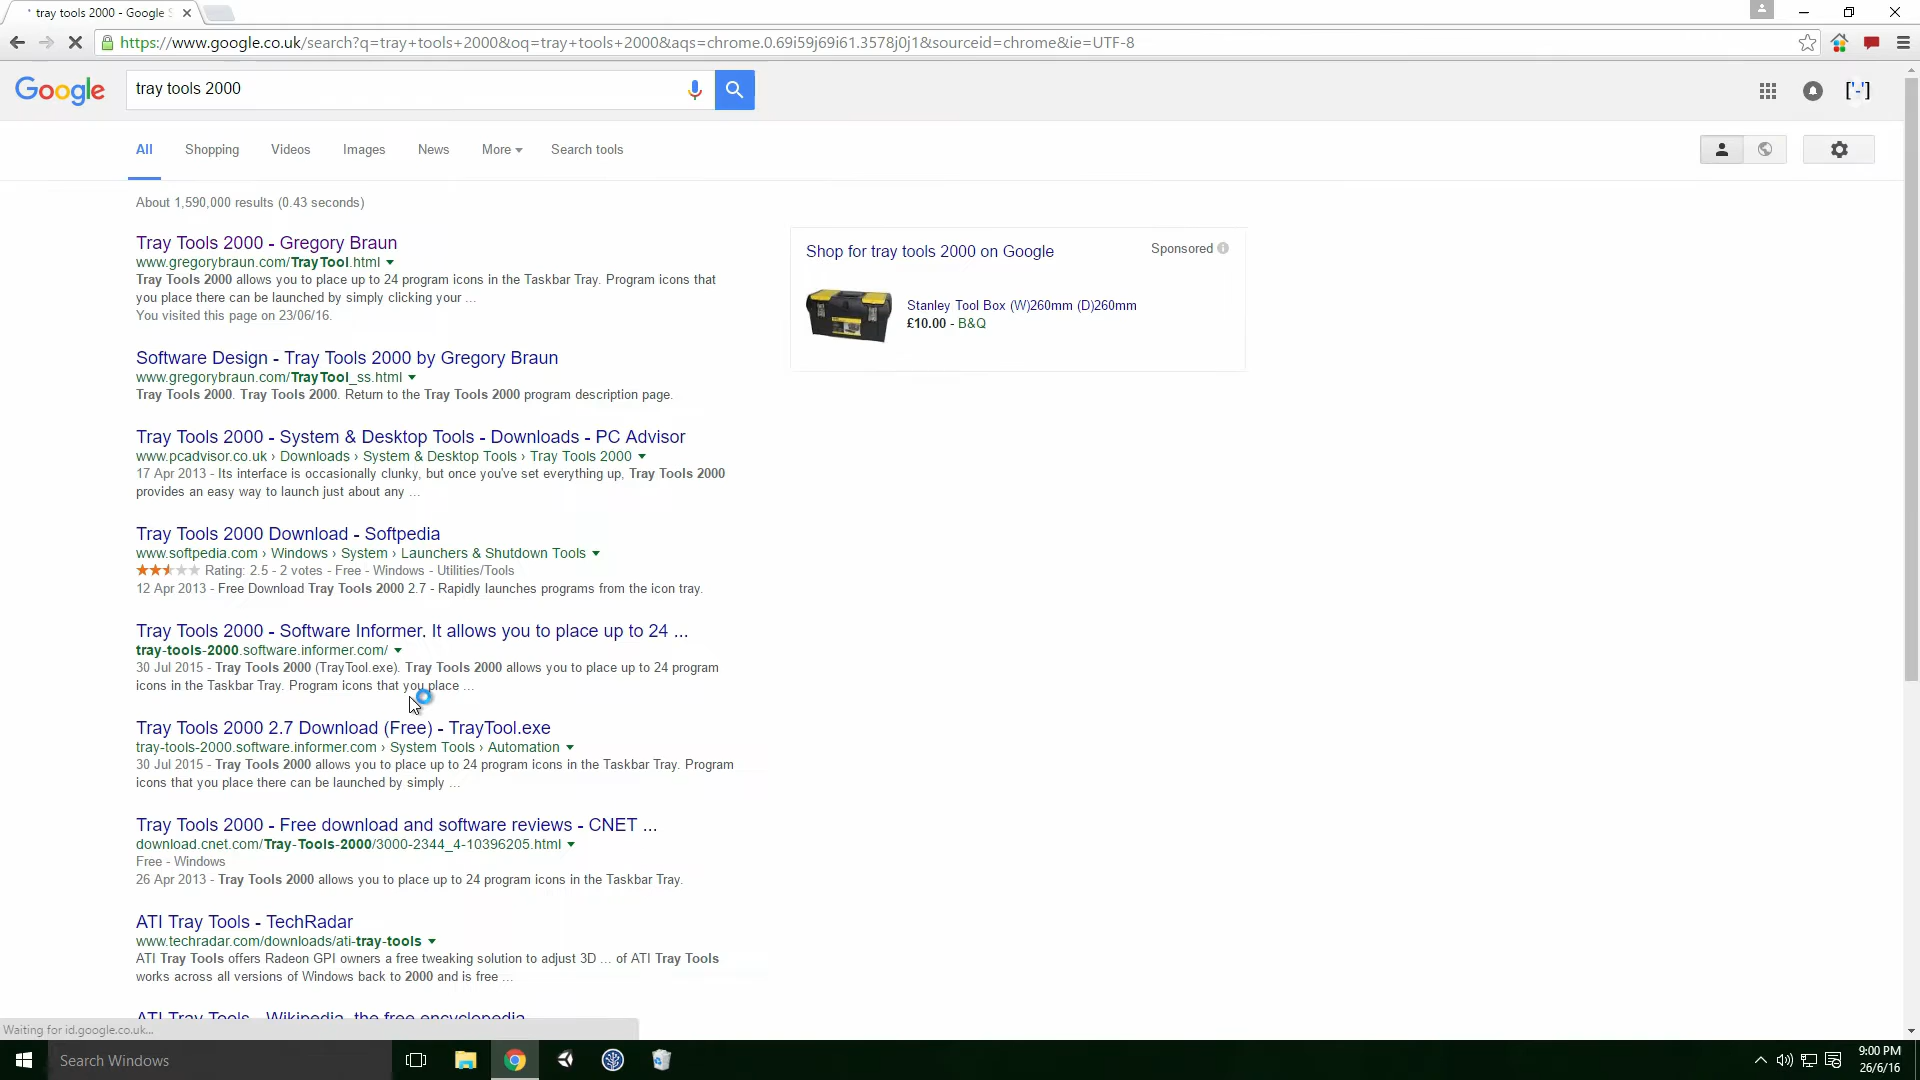 tray tools 2000 - Google S
https://www.google.co.uk/search?q=tray+tools+2000&oq=tray+tools+2000&aqs=chrome.0.69i59j69i61.3578j0j1&sourceid=chrome&ie=UTF-8
Google
tray tools 2000
['-']
All Shopping Videos Images News More Search tools
About 1,590,000 results (0.43 seconds)
Tray Tools 2000 - Gregory Braun
www.gregorybraun.com/TrayTool.html
Tray Tools 2000 allows you to place up to 24 program icons in the Taskbar Tray. Program icons that
you place there can be launched by simply clicking your ...
You visited this page on 23/06/16.
Shop for tray tools 2000 on Google
Sponsored
Stanley Tool Box (W)260mm (D)260mm
£10.00 - B&Q
Software Design - Tray Tools 2000 by Gregory Braun
www.gregorybraun.com/TrayTool_ss.html
Tray Tools 2000. Tray Tools 2000. Return to the Tray Tools 2000 program description page.
Tray Tools 2000 - System & Desktop Tools - Downloads - PC Advisor
www.pcadvisor.co.uk › Downloads › System & Desktop Tools › Tray Tools 2000
17 Apr 2013 - Its interface is occasionally clunky, but once you've set everything up, Tray Tools 2000
provides an easy way to launch just about any ...
Tray Tools 2000 Download - Softpedia
www.softpedia.com › Windows › System › Launchers & Shutdown Tools
Rating: 2.5 - 2 votes - Free - Windows - Utilities/Tools
12 Apr 2013 - Free Download Tray Tools 2000 2.7 - Rapidly launches programs from the icon tray.
Tray Tools 2000 - Software Informer. It allows you to place up to 24 ...
tray-tools-2000.software.informer.com/
30 Jul 2015 - Tray Tools 2000 (TrayTool.exe). Tray Tools 2000 allows you to place up to 24 program
icons in the Taskbar Tray. Program icons that you place ...
Tray Tools 2000 2.7 Download (Free) - TrayTool.exe
tray-tools-2000.software.informer.com › System Tools › Automation
30 Jul 2015 - Tray Tools 2000 allows you to place up to 24 program icons in the Taskbar Tray. Program
icons that you place there can be launched by simply ...
Tray Tools 2000 - Free download and software reviews - CNET ...
download.cnet.com/Tray-Tools-2000/3000-2344_4-10396205.html
Free - Windows
26 Apr 2013 - Tray Tools 2000 allows you to place up to 24 program icons in the Taskbar Tray.
ATI Tray Tools - TechRadar
www.techradar.com/downloads/ati-tray-tools
ATI Tray Tools offers Radeon GPI owners a free tweaking solution to adjust 3D ... of ATI Tray Tools
works across all versions of Windows back to 2000 and is free ...
ATI Tray Tools - Wikipedia, the free encyclopedia
Waiting for id.google.co.uk...
Search Windows
9:00 PM
26/6/16